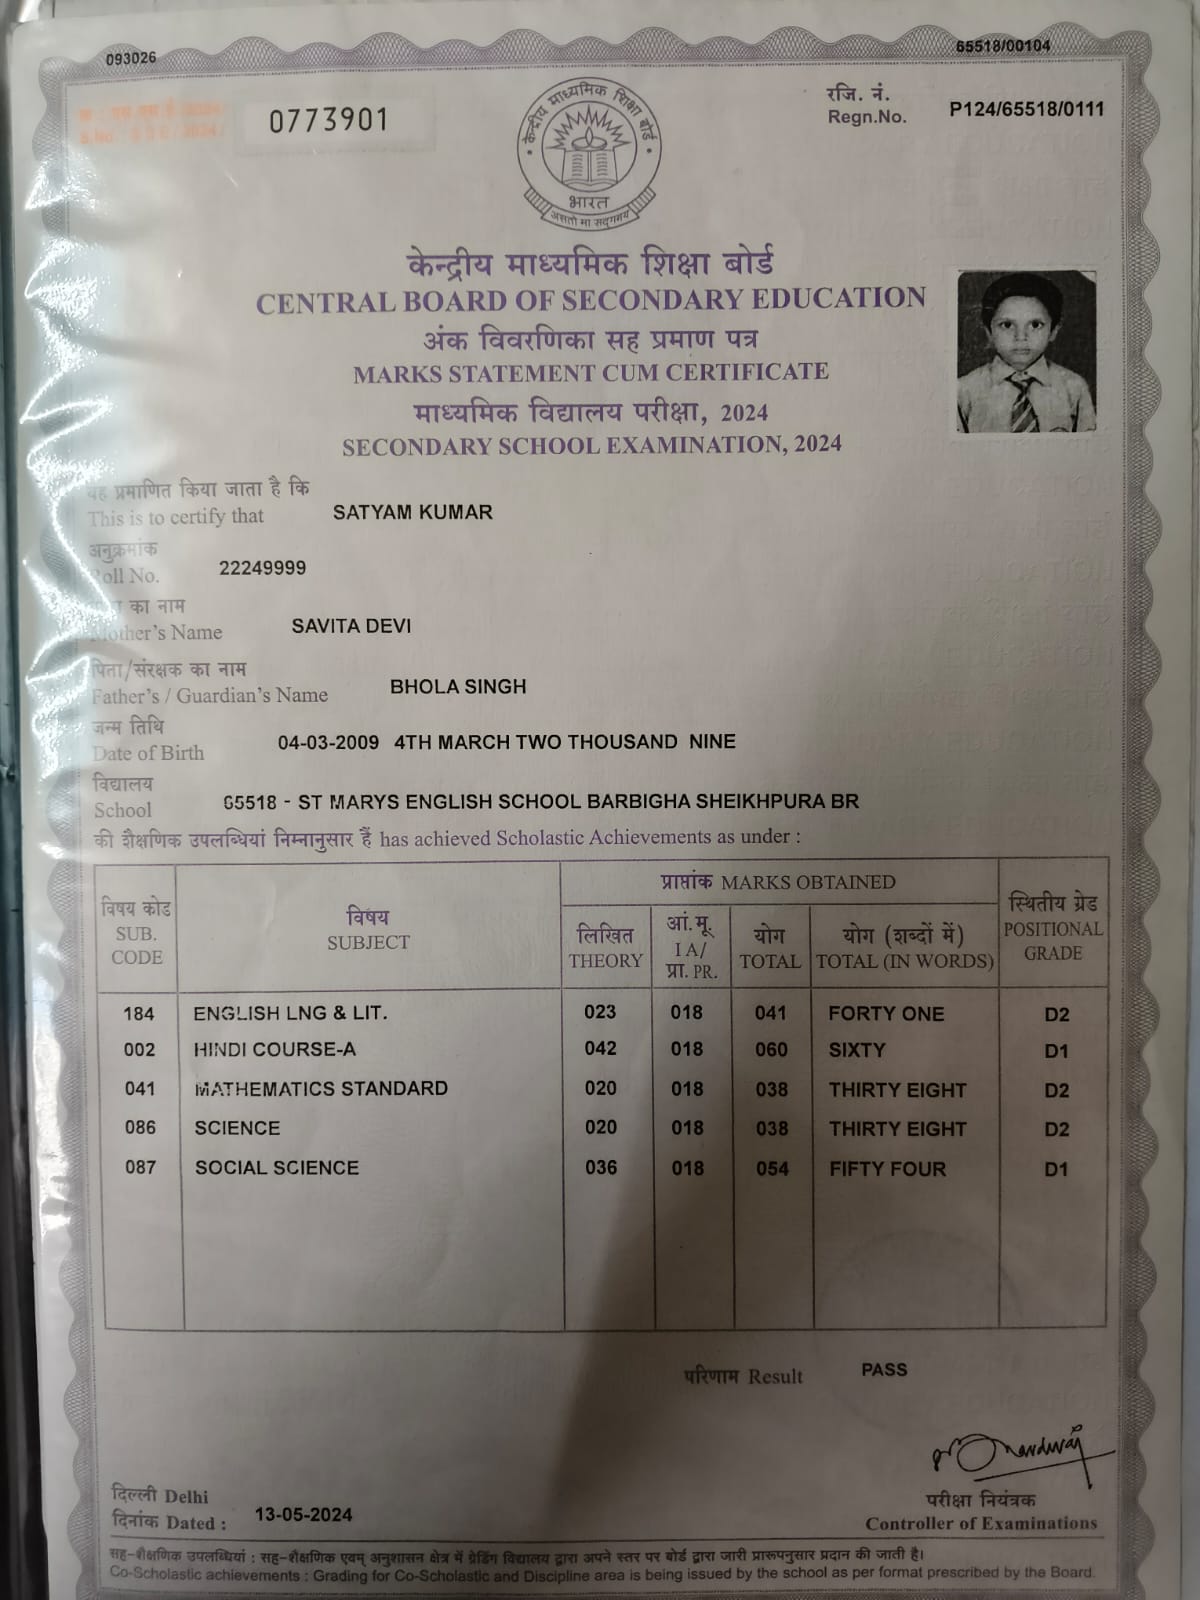 093026
65518/00104
0773901
रजि. नं.
Regn.No. P124/65518/0111
केन्द्रीय माध्यमिक शिक्षा बोर्ड
भारत
असतो मा सद्गमय
केन्द्रीय माध्यमिक शिक्षा बोर्ड
CENTRAL BOARD OF SECONDARY EDUCATION
अंक विवरणिका सह प्रमाण पत्र
MARKS STATEMENT CUM CERTIFICATE
माध्यमिक विद्यालय परीक्षा, 2024
SECONDARY SCHOOL EXAMINATION, 2024
यह प्रमाणित किया जाता है कि
This is to certify that SATYAM KUMAR
अनुक्रमांक
Roll No. 22249999
का नाम
Mother's Name SAVITA DEVI
पिता/संरक्षक का नाम
Father's / Guardian's Name BHOLA SINGH
जन्म तिथि
Date of Birth 04-03-2009 4TH MARCH TWO THOUSAND NINE
विद्यालय
School 65518 - ST MARYS ENGLISH SCHOOL BARBIGHA SHEIKHPURA BR
की शैक्षणिक उपलब्धियां निम्नानुसार हैं has achieved Scholastic Achievements as under :
विषय कोड SUB. CODE
विषय SUBJECT
प्राप्तांक MARKS OBTAINED
लिखित THEORY
आं.मू. IA/ प्रा. PR.
योग TOTAL
योग (शब्दों में) TOTAL (IN WORDS)
स्थितीय ग्रेड POSITIONAL GRADE
184 ENGLISH LNG & LIT. 023 018 041 FORTY ONE D2
002 HINDI COURSE-A 042 018 060 SIXTY D1
041 MATHEMATICS STANDARD 020 018 038 THIRTY EIGHT D2
086 SCIENCE 020 018 038 THIRTY EIGHT D2
087 SOCIAL SCIENCE 036 018 054 FIFTY FOUR D1
परिणाम Result PASS
दिल्ली Delhi
दिनांक Dated : 13-05-2024
परीक्षा नियंत्रक
Controller of Examinations
सह-शैक्षणिक उपलब्धियां : सह-शैक्षणिक एवम् अनुशासन क्षेत्र में ग्रेडिंग विद्यालय द्वारा अपने स्तर पर बोर्ड द्वारा जारी प्रारूपनुसार प्रदान की जाती है।
Co-Scholastic achievements : Grading for Co-Scholastic and Discipline area is being issued by the school as per format prescribed by the Board.